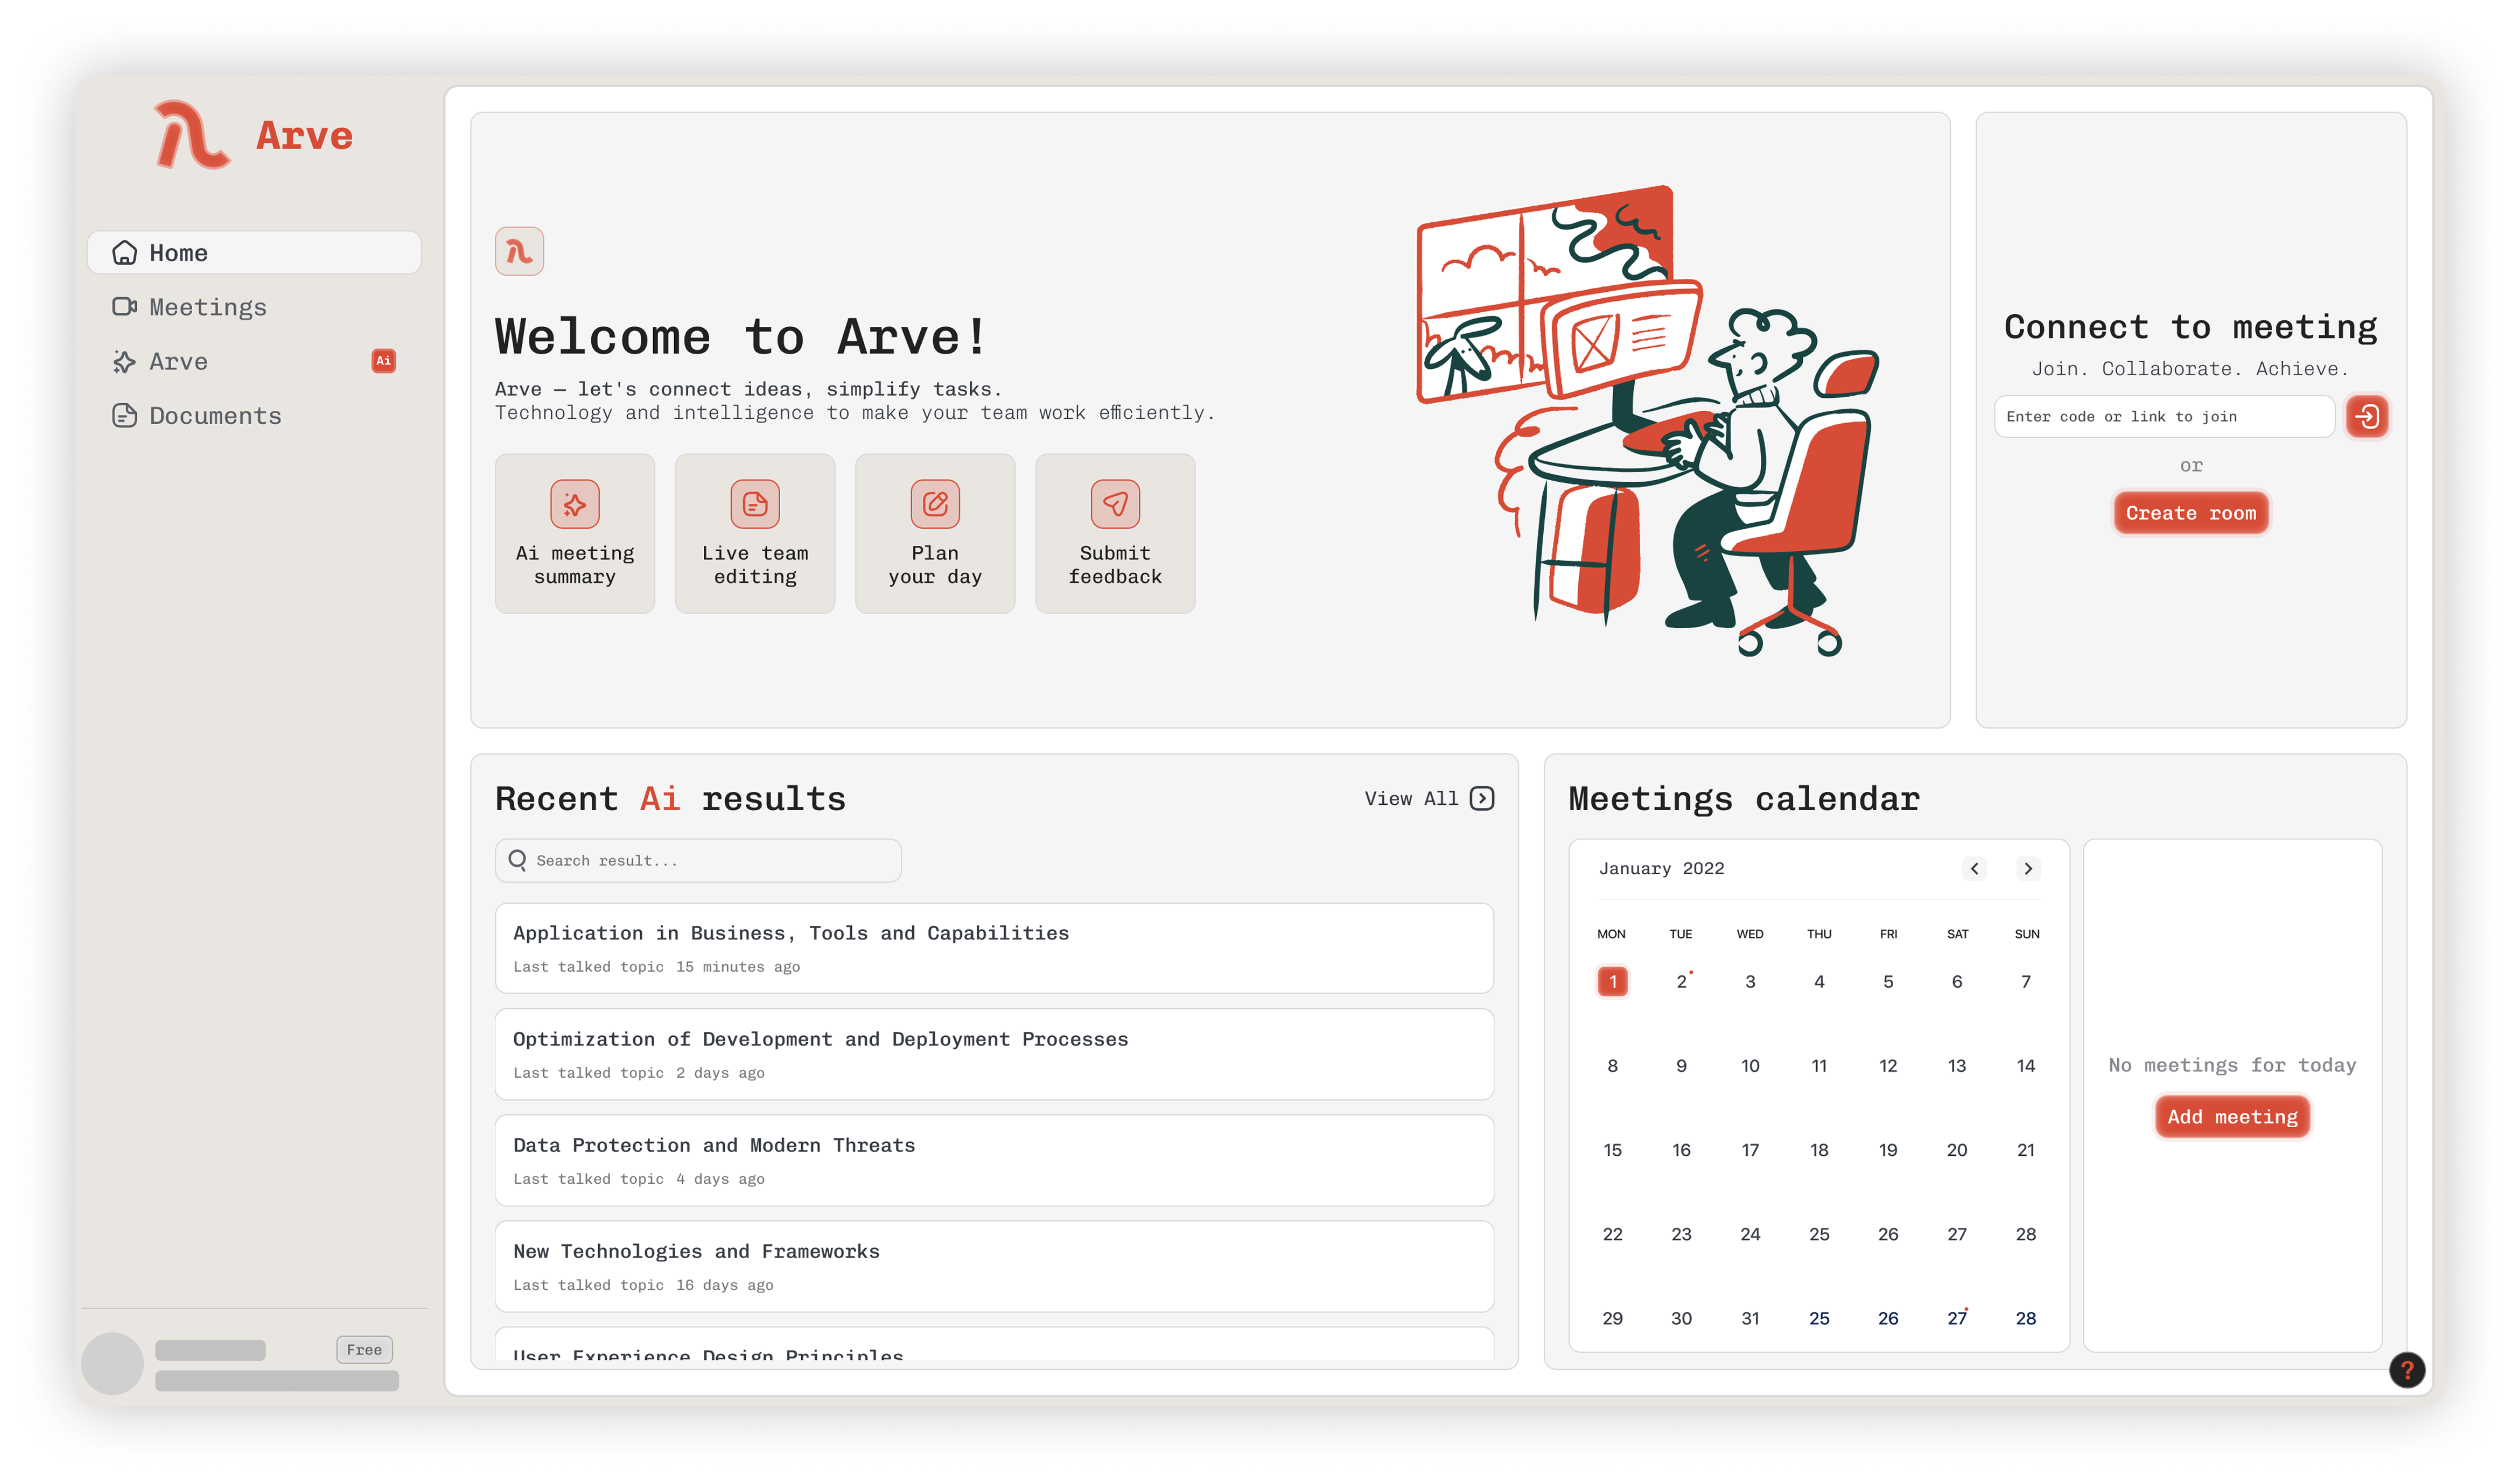 Arve
Home
Meetings
Arve
Ai
Documents
Free
Welcome to Arve!
Arve — let's connect ideas, simplify tasks.
Technology and intelligence to make your team work efficiently.
Ai meeting
summary
Live team
editing
Plan
your day
Submit
feedback
Connect to meeting
Join. Collaborate. Achieve.
Enter code or link to join
or
Create room
Recent Ai results
View All
Search result...
Application in Business, Tools and Capabilities
Last talked topic 15 minutes ago
Optimization of Development and Deployment Processes
Last talked topic 2 days ago
Data Protection and Modern Threats
Last talked topic 4 days ago
New Technologies and Frameworks
Last talked topic 16 days ago
User Experience Design Principles
Meetings calendar
January 2022
MON TUE WED THU FRI SAT SUN
1 2 3 4 5 6 7
8 9 10 11 12 13 14
15 16 17 18 19 20 21
22 23 24 25 26 27 28
29 30 31 25 26 27 28
No meetings for today
Add meeting
?